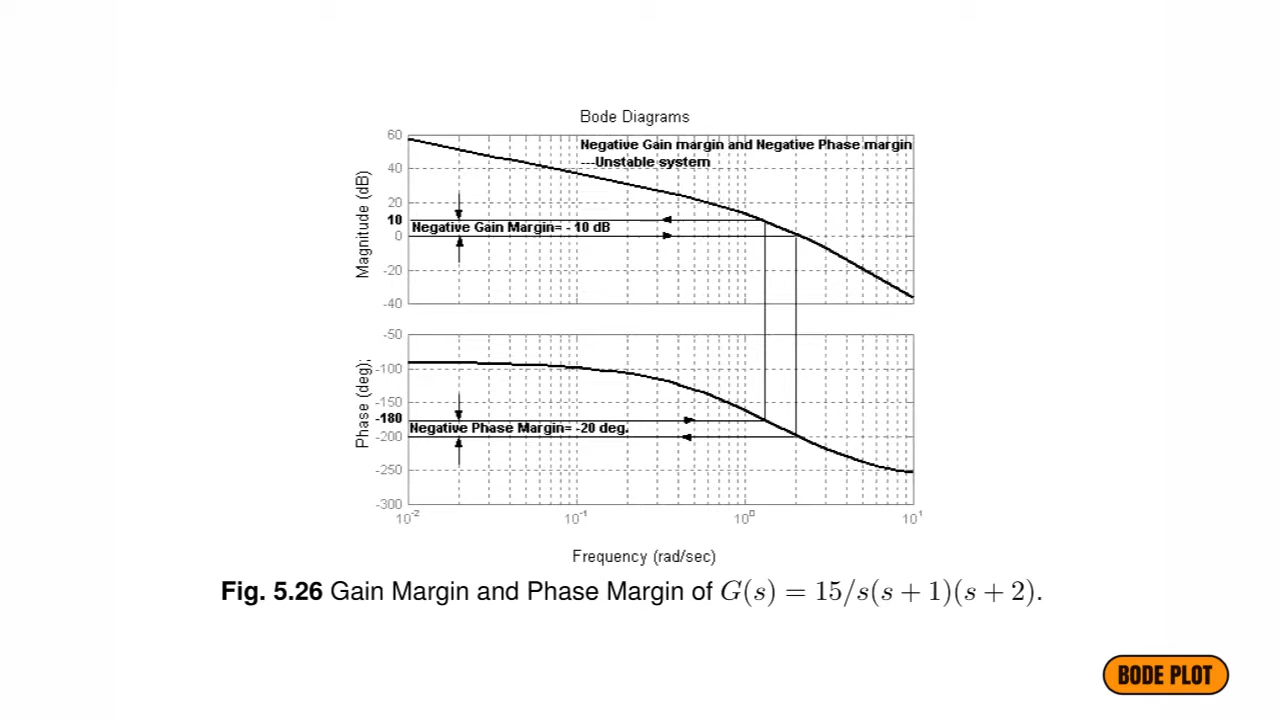 Bode Diagrams
Negative Gain margin and Negative Phase margin
---Unstable system
60
40
20
10
0
-20
-40
Magnitude (dB)
Negative Gain Margin= - 10 dB
-50
-100
-150
-180
-200
-250
-300
Phase (deg);
Negative Phase Margin= -20 deg.
10-2
10-1
100
101
Frequency (rad/sec)
Fig. 5.26 Gain Margin and Phase Margin of G(s) = 15/s(s + 1)(s + 2).
BODE PLOT